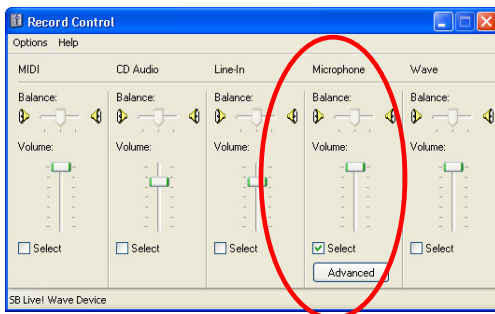 Record Control
Options Help
MIDI CD Audio Line-In Microphone Wave
Balance: Balance: Balance: Balance: Balance:
Volume: Volume: Volume: Volume: Volume:
Select Select Select Select Select
Advanced
SB Live! Wave Device